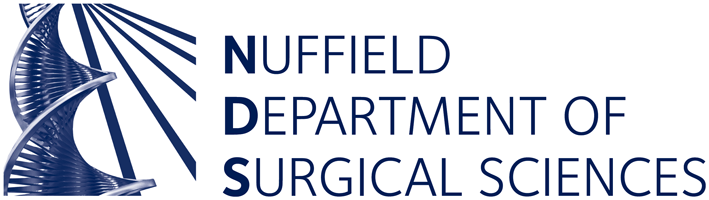 NUFFIELD
DEPARTMENT OF
SURGICAL SCIENCES